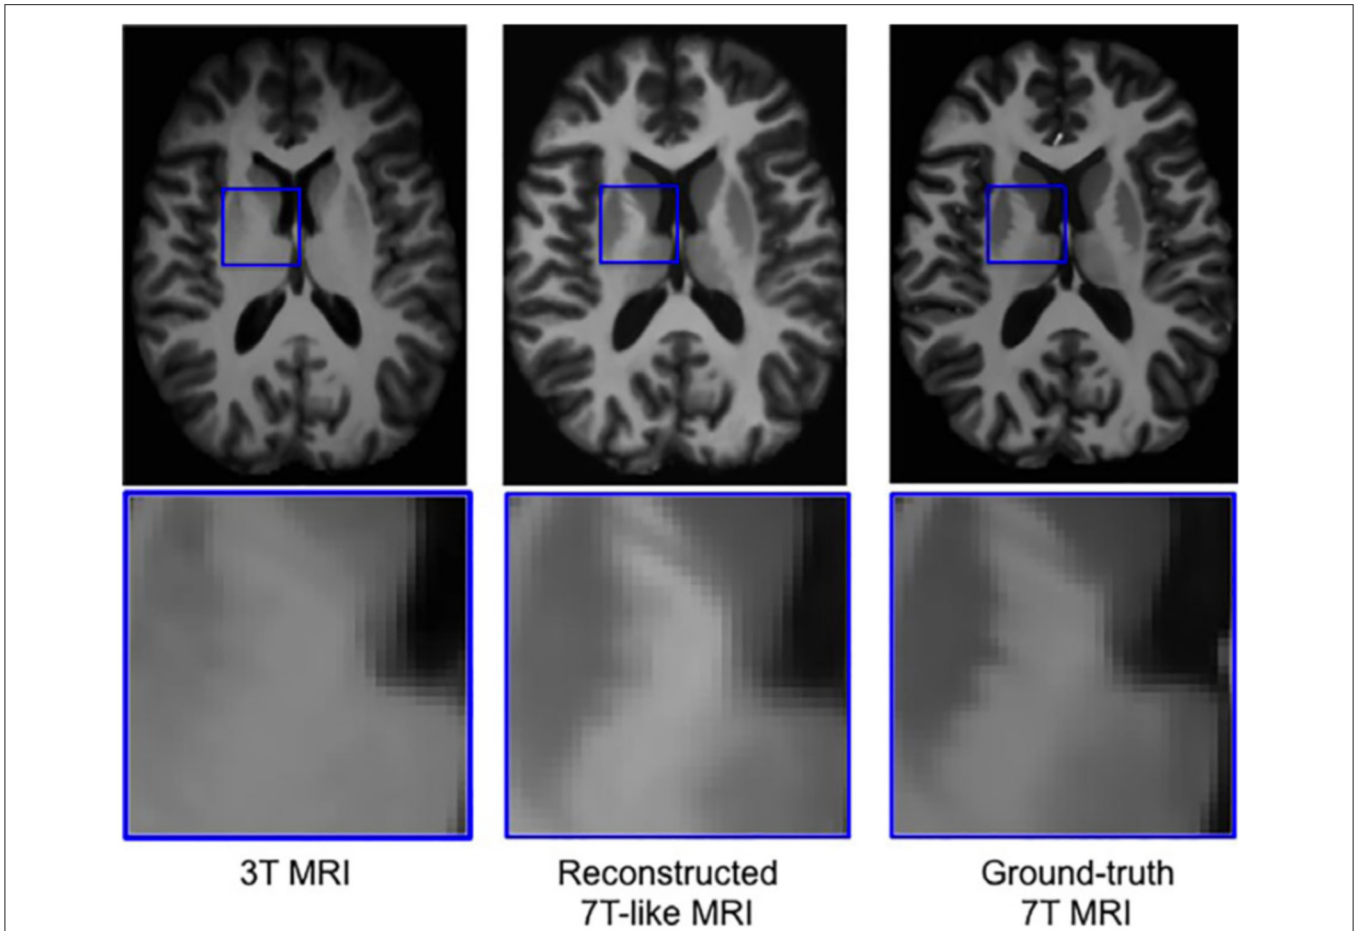 3T MRI
Reconstructed
7T-like MRI
Ground-truth
7T MRI